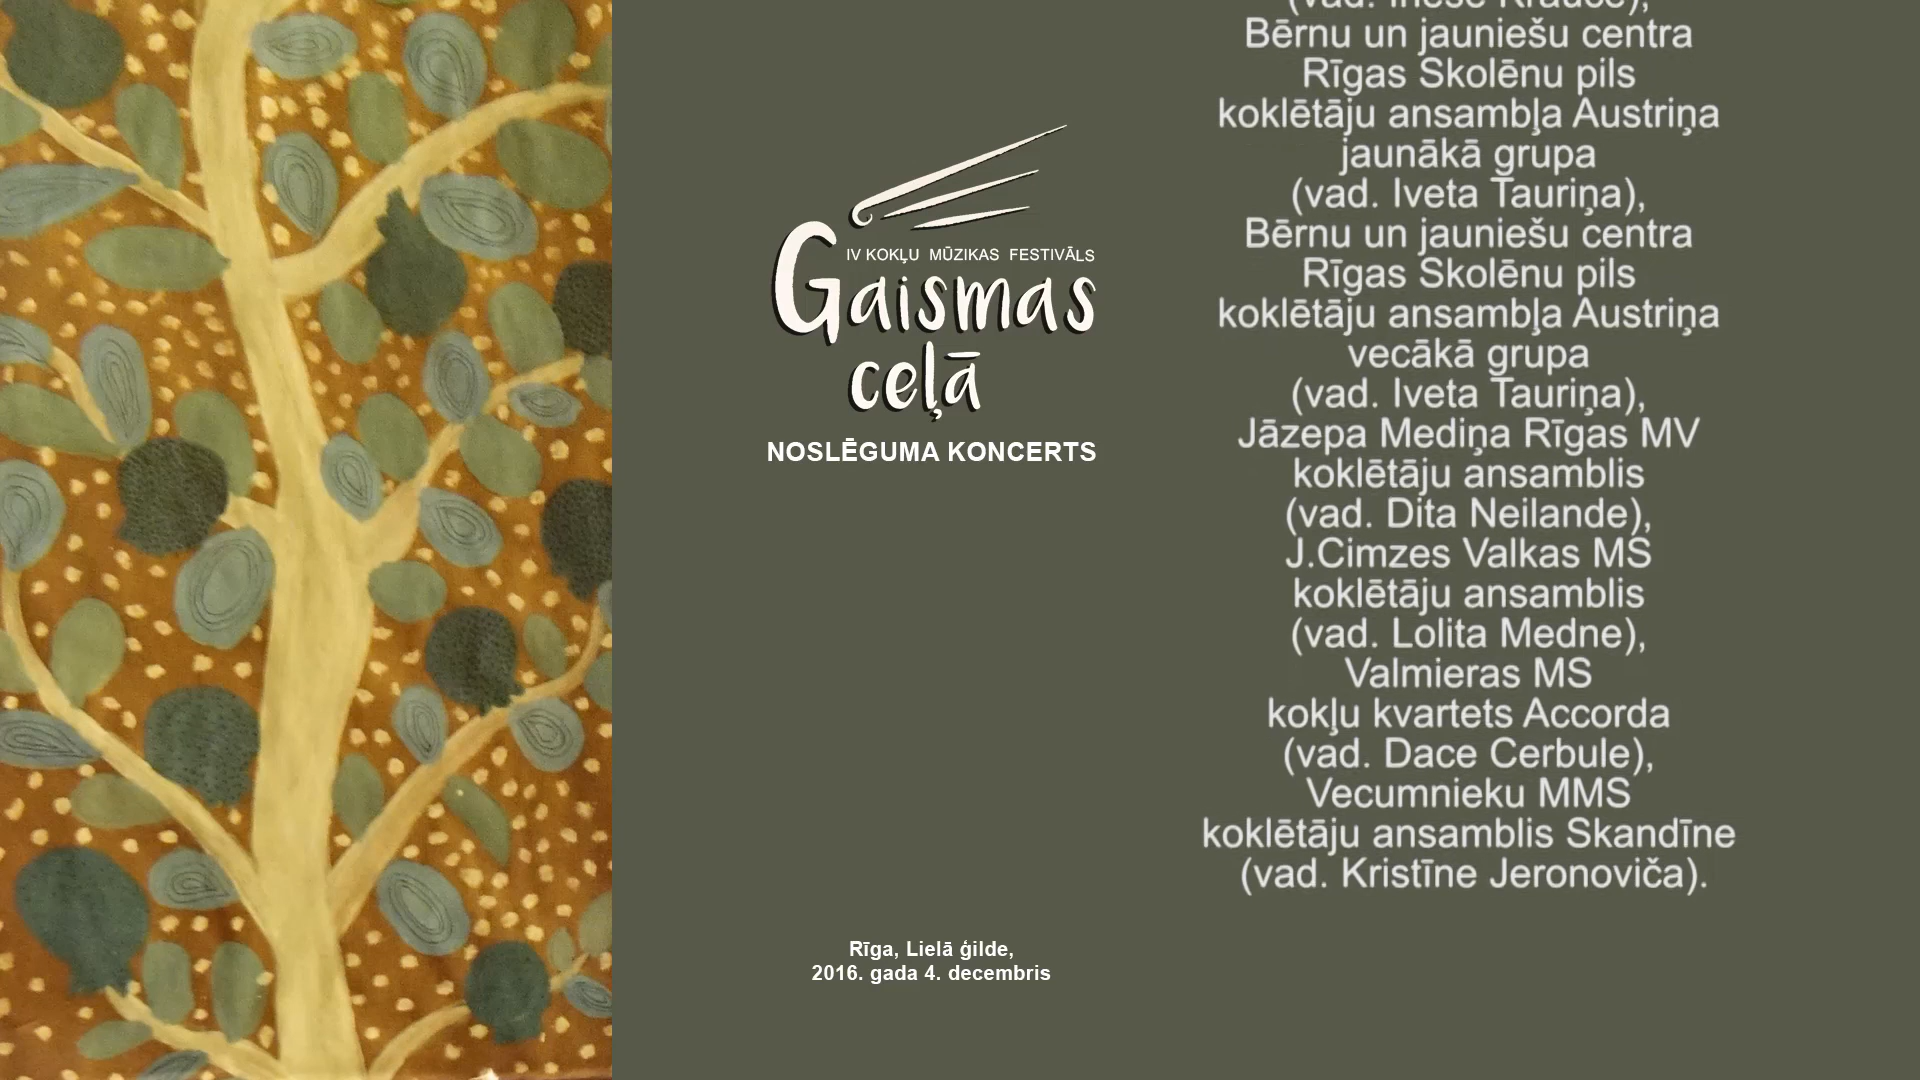 IV KOKĻU MŪZIKAS FESTIVĀLS
Gaismas
ceļā
NOSLĒGUMA KONCERTS
Rīga, Lielā ģilde,
2016. gada 4. decembris
(vad. Inese Krauce),
Bērnu un jauniešu centra
Rīgas Skolēnu pils
koklētāju ansambļa Austriņa
jaunākā grupa
(vad. Iveta Tauriņa),
Bērnu un jauniešu centra
Rīgas Skolēnu pils
koklētāju ansambļa Austriņa
vecākā grupa
(vad. Iveta Tauriņa),
Jāzepa Mediņa Rīgas MV
koklētāju ansamblis
(vad. Dita Neilande),
J.Cimzes Valkas MS
koklētāju ansamblis
(vad. Lolita Medne),
Valmieras MS
kokļu kvartets Accorda
(vad. Dace Cerbule),
Vecumnieku MMS
koklētāju ansamblis Skandīne
(vad. Kristīne Jeronoviča).